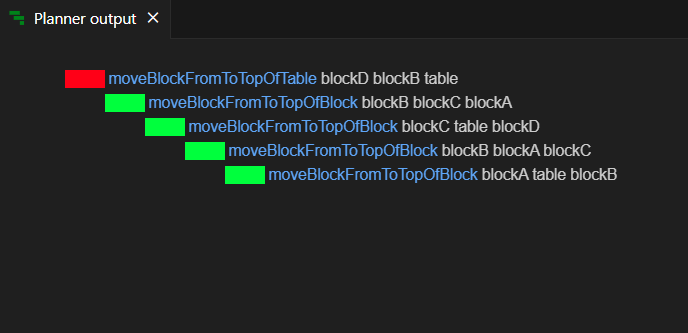 Planner output
moveBlockFromToTopOfTable blockD blockB table
moveBlockFromToTopOfBlock blockB blockC blockA
moveBlockFromToTopOfBlock blockC table blockD
moveBlockFromToTopOfBlock blockB blockA blockC
moveBlockFromToTopOfBlock blockA table blockB